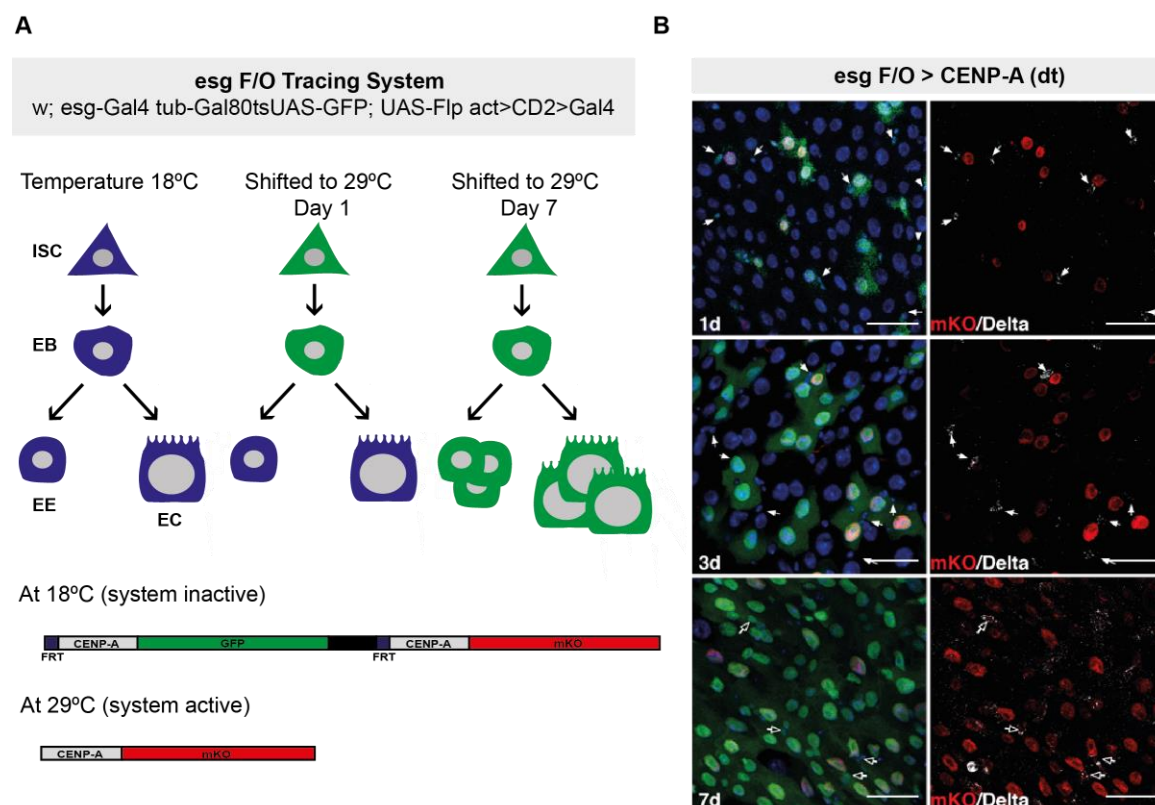 A
esg F/O Tracing System
w; esg-Gal4 tub-Gal80tsUAS-GFP; UAS-Flp act>CD2>Gal4
Temperature 18ºC
Shifted to 29ºC
Day 1
Shifted to 29ºC
Day 7
ISC
EB
EE
EC
At 18ºC (system inactive)
CENP-A GFP CENP-A mKO
FRT FRT
At 29ºC (system active)
CENP-A mKO
B
esg F/O > CENP-A (dt)
1d
mKO/Delta
3d
mKO/Delta
7d
mKO/Delta